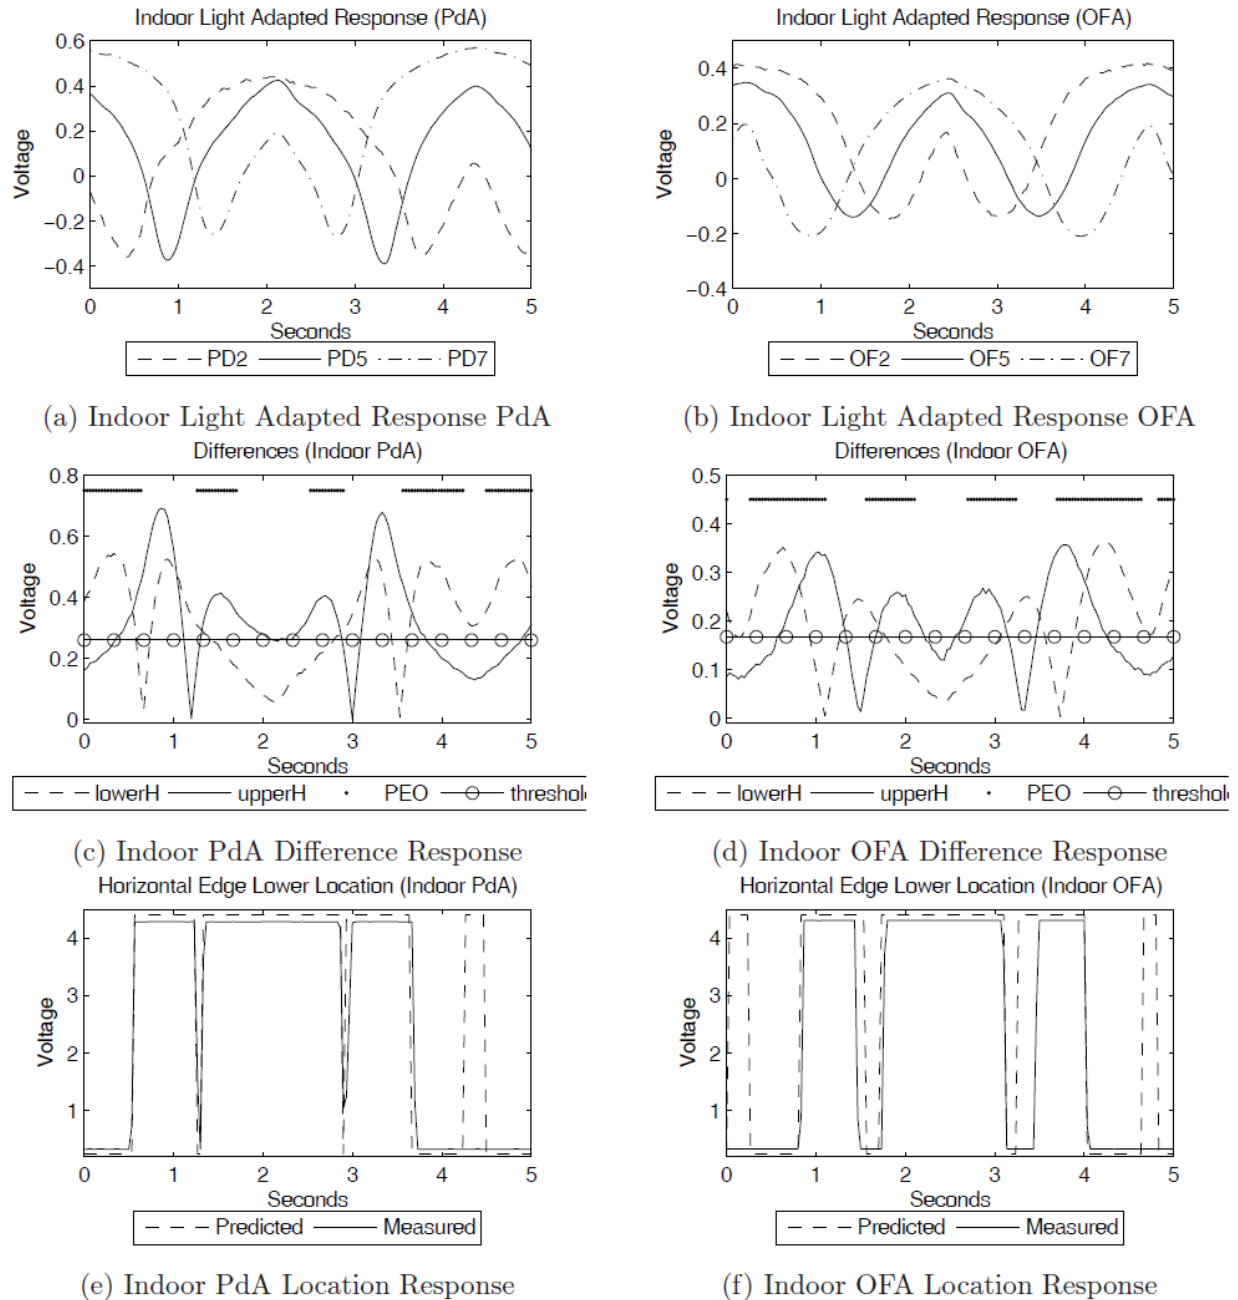 Indoor Light Adapted Response (PdA)
0.6
0.4
0.2
0
−0.2
−0.4
Voltage
0 1 2 3 4 5
Seconds
PD2 PD5 PD7
(a) Indoor Light Adapted Response PdA
Indoor Light Adapted Response (OFA)
0.4
0.2
0
−0.2
−0.4
Voltage
0 1 2 3 4 5
Seconds
OF2 OF5 OF7
(b) Indoor Light Adapted Response OFA
Differences (Indoor PdA)
0.8
0.6
0.4
0.2
0
Voltage
0 1 2 3 4 5
Seconds
lowerH upperH PEO threshol
(c) Indoor PdA Difference Response
Differences (Indoor OFA)
0.5
0.4
0.3
0.2
0.1
0
Voltage
0 1 2 3 4 5
Seconds
lowerH upperH PEO threshol
(d) Indoor OFA Difference Response
Horizontal Edge Lower Location (Indoor PdA)
4
3
2
1
Voltage
0 1 2 3 4 5
Seconds
Predicted Measured
(e) Indoor PdA Location Response
Horizontal Edge Lower Location (Indoor OFA)
4
3
2
1
Voltage
0 1 2 3 4 5
Seconds
Predicted Measured
(f) Indoor OFA Location Response